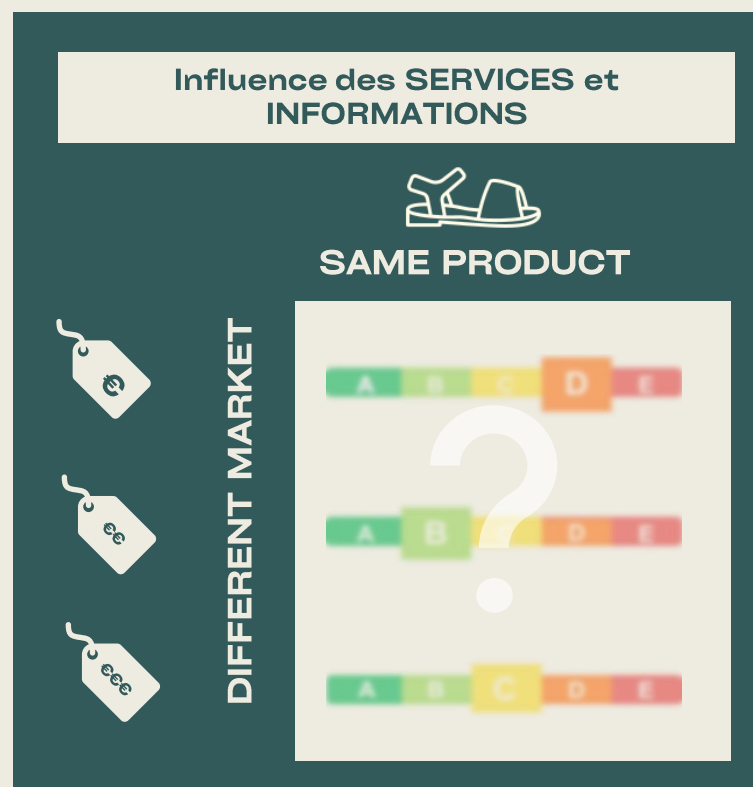 Influence des SERVICES et
INFORMATIONS
SAME PRODUCT
DIFFERENT MARKET
€
A B C D E
€€
A B D E
€€€
A B C D E
?